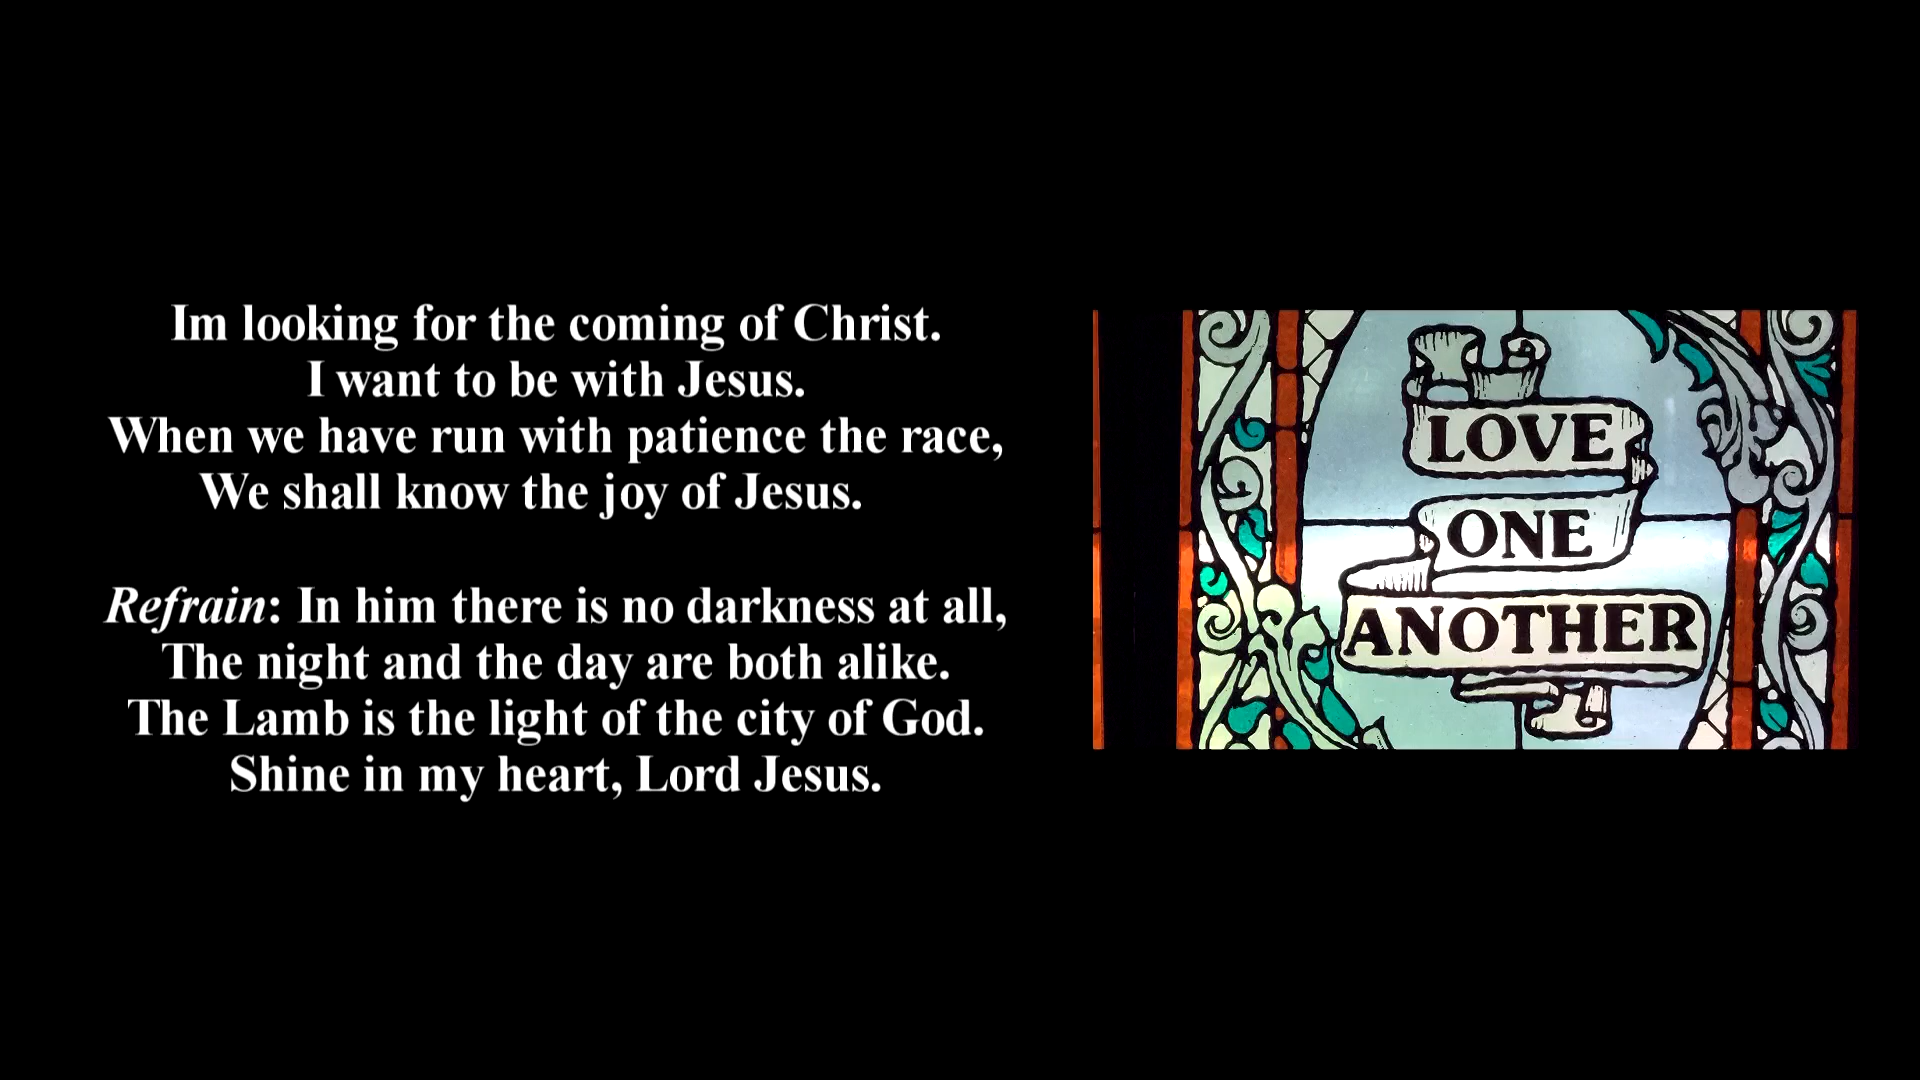 Im looking for the coming of Christ.
I want to be with Jesus.
When we have run with patience the race,
We shall know the joy of Jesus.
Refrain: In him there is no darkness at all,
The night and the day are both alike.
The Lamb is the light of the city of God.
Shine in my heart, Lord Jesus.
LOVE
ONE
ANOTHER